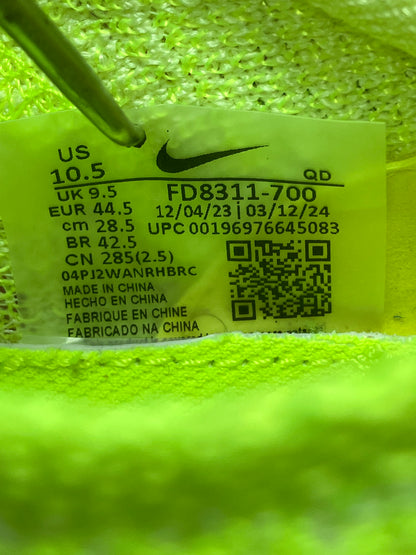 US
10.5
QD
UK 9.5
FD8311-700
EUR 44.5
12/04/23 | 03/12/24
cm 28.5
UPC 00196976645083
BR 42.5
CN 285(2.5)
04PJ2WANRHBRC
MADE IN CHINA
HECHO EN CHINA
FABRIQUE EN CHINE
FABRICADO NA CHINA